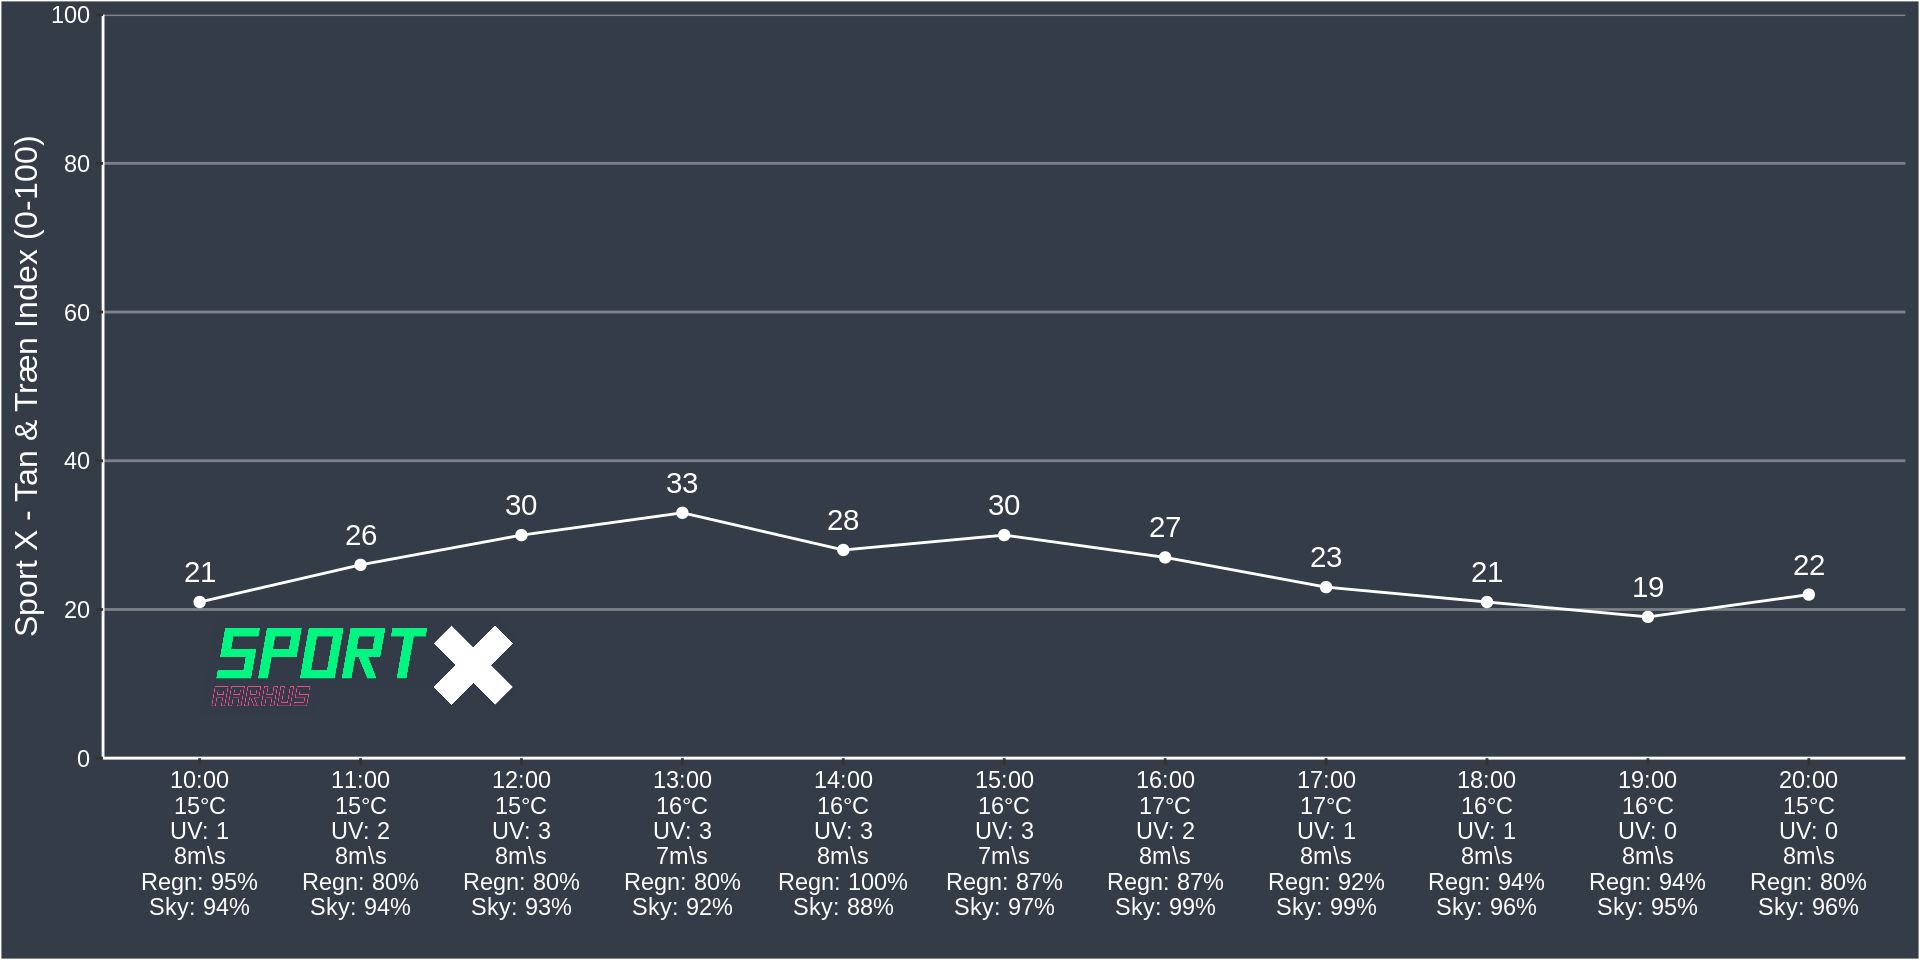 Sport X - Tan & Træn Index (0-100)
100
80
60
40
20
0
21
26
30
33
28
30
27
23
21
19
22
SPORT X
AARHUS
10:00 11:00 12:00 13:00 14:00 15:00 16:00 17:00 18:00 19:00 20:00
15°C 15°C 15°C 16°C 16°C 16°C 17°C 17°C 16°C 16°C 15°C
UV: 1 UV: 2 UV: 3 UV: 3 UV: 3 UV: 3 UV: 2 UV: 1 UV: 1 UV: 0 UV: 0
8m\s 8m\s 8m\s 7m\s 8m\s 7m\s 8m\s 8m\s 8m\s 8m\s 8m\s
Regn: 95% Regn: 80% Regn: 80% Regn: 80% Regn: 100% Regn: 87% Regn: 87% Regn: 92% Regn: 94% Regn: 94% Regn: 80%
Sky: 94% Sky: 94% Sky: 93% Sky: 92% Sky: 88% Sky: 97% Sky: 99% Sky: 99% Sky: 96% Sky: 95% Sky: 96%